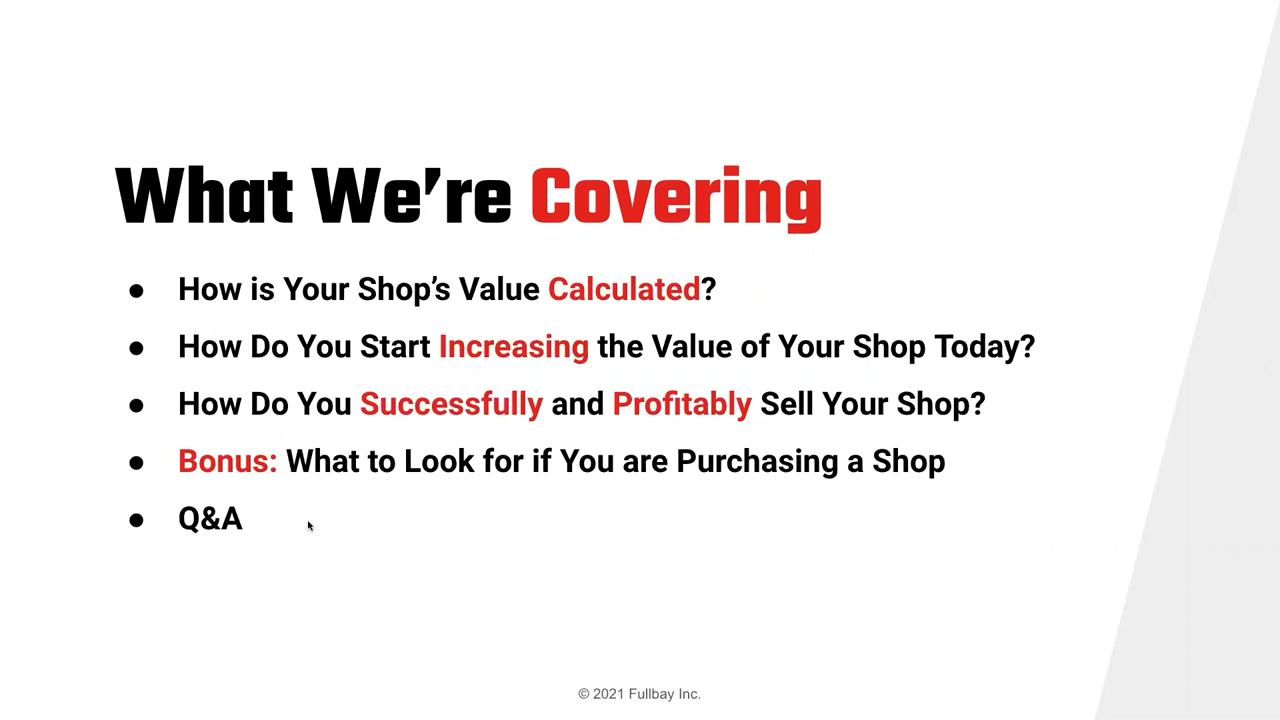 What We’re Covering
● How is Your Shop’s Value Calculated?
● How Do You Start Increasing the Value of Your Shop Today?
● How Do You Successfully and Profitably Sell Your Shop?
● Bonus: What to Look for if You are Purchasing a Shop
● Q&A
© 2021 Fullbay Inc.